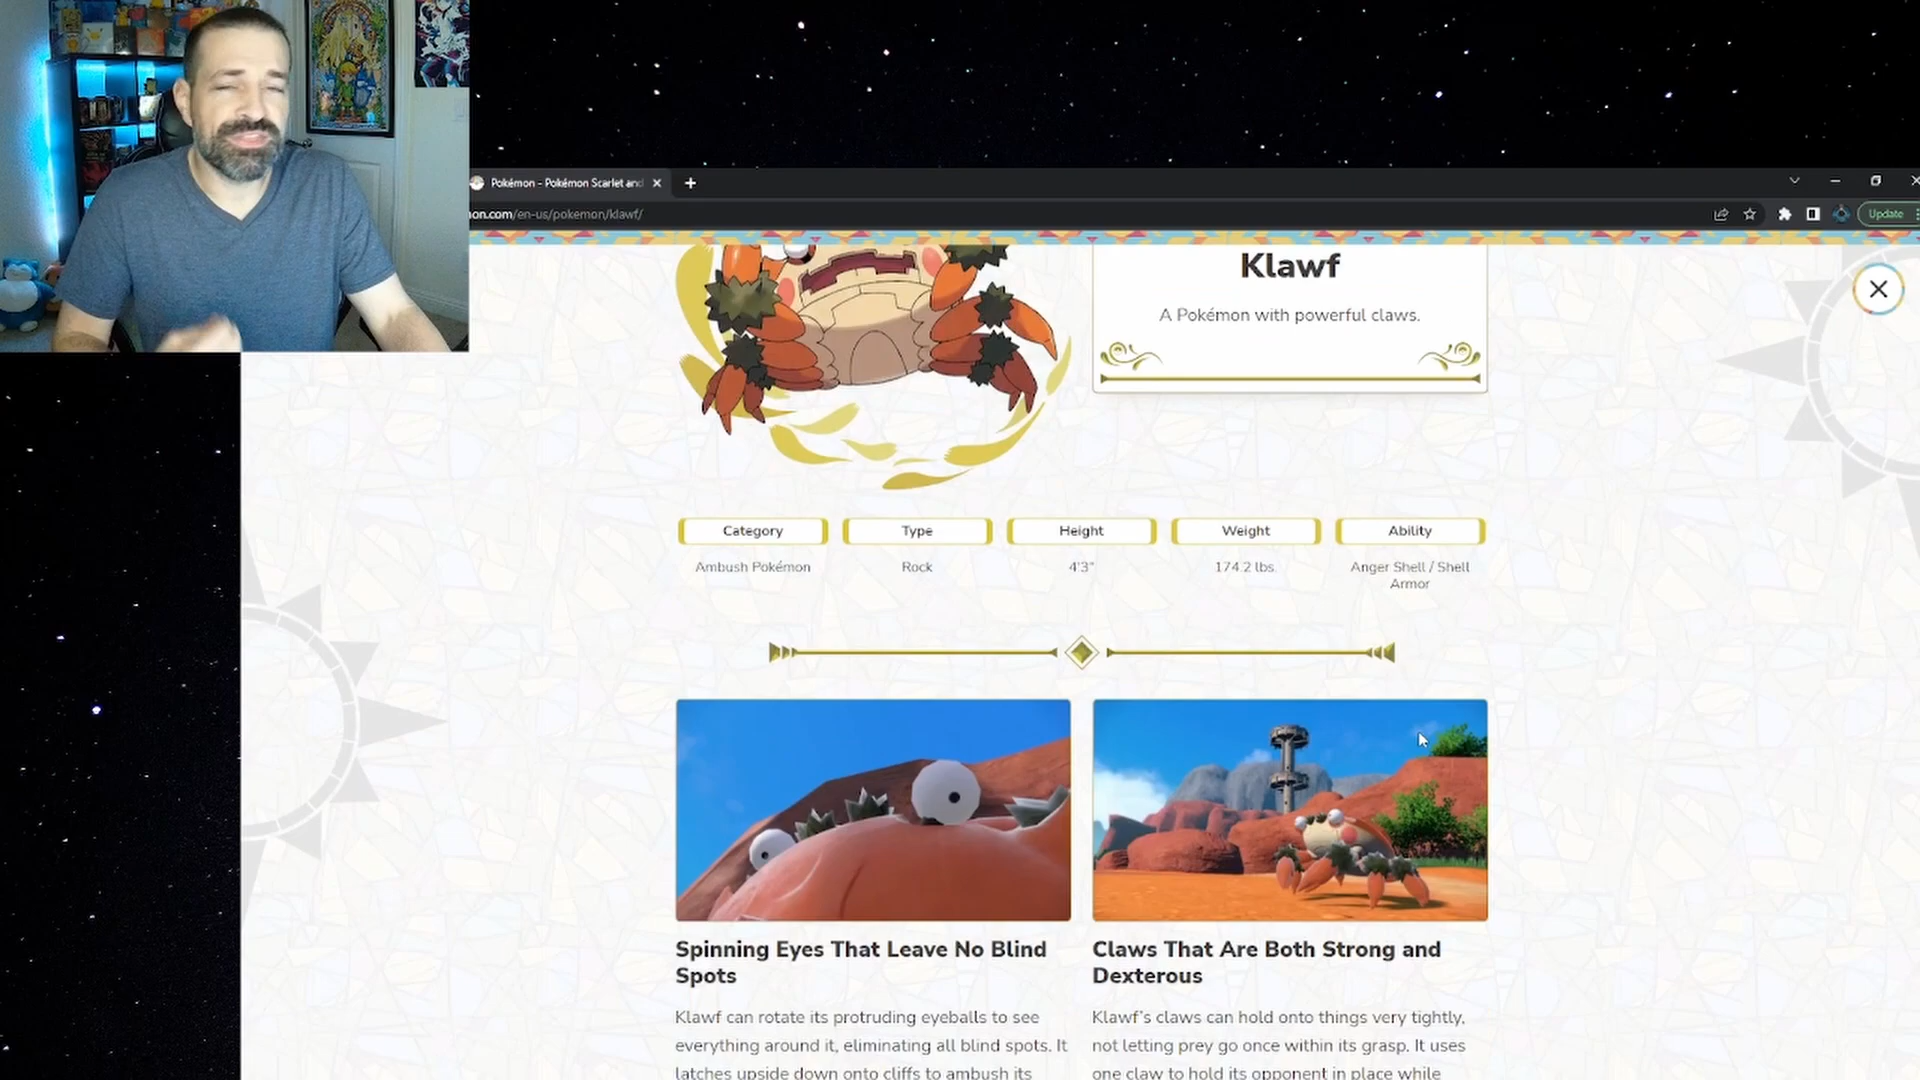 Pokémon - Pokémon Scarlet and
non.com/en-us/pokemon/klawf/
Update
Klawf
A Pokémon with powerful claws.
Category
Type
Height
Weight
Ability
Ambush Pokémon
Rock
4'3"
174.2 lbs.
Anger Shell / Shell
Armor
Spinning Eyes That Leave No Blind
Spots
Klawf can rotate its protruding eyeballs to see
everything around it, eliminating all blind spots. It
latches upside down onto cliffs to ambush its
Claws That Are Both Strong and
Dexterous
Klawf's claws can hold onto things very tightly,
not letting prey go once within its grasp. It uses
one claw to hold its opponent in place while